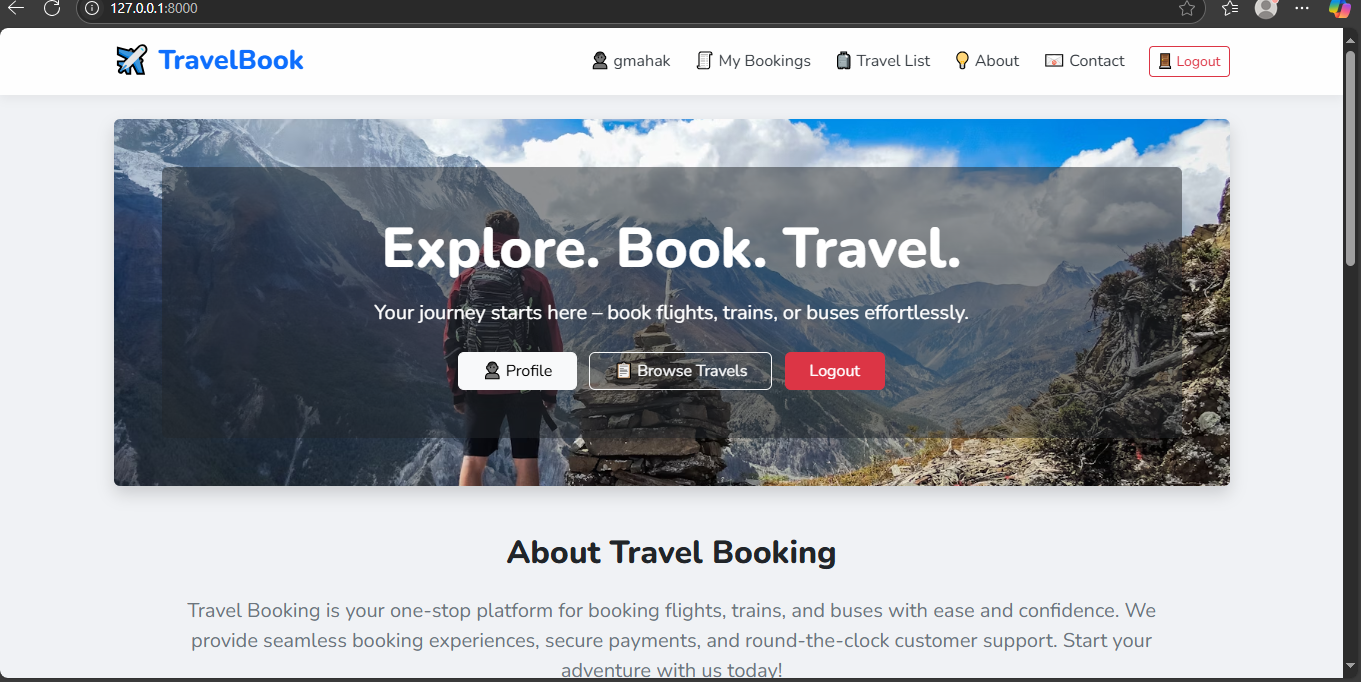 127.0.0.1:8000
TravelBook
gmahak
My Bookings
Travel List
About
Contact
Logout
Explore. Book. Travel.
Your journey starts here – book flights, trains, or buses effortlessly.
Profile
Browse Travels
Logout
About Travel Booking
Travel Booking is your one-stop platform for booking flights, trains, and buses with ease and confidence. We
provide seamless booking experiences, secure payments, and round-the-clock customer support. Start your
adventure with us today!